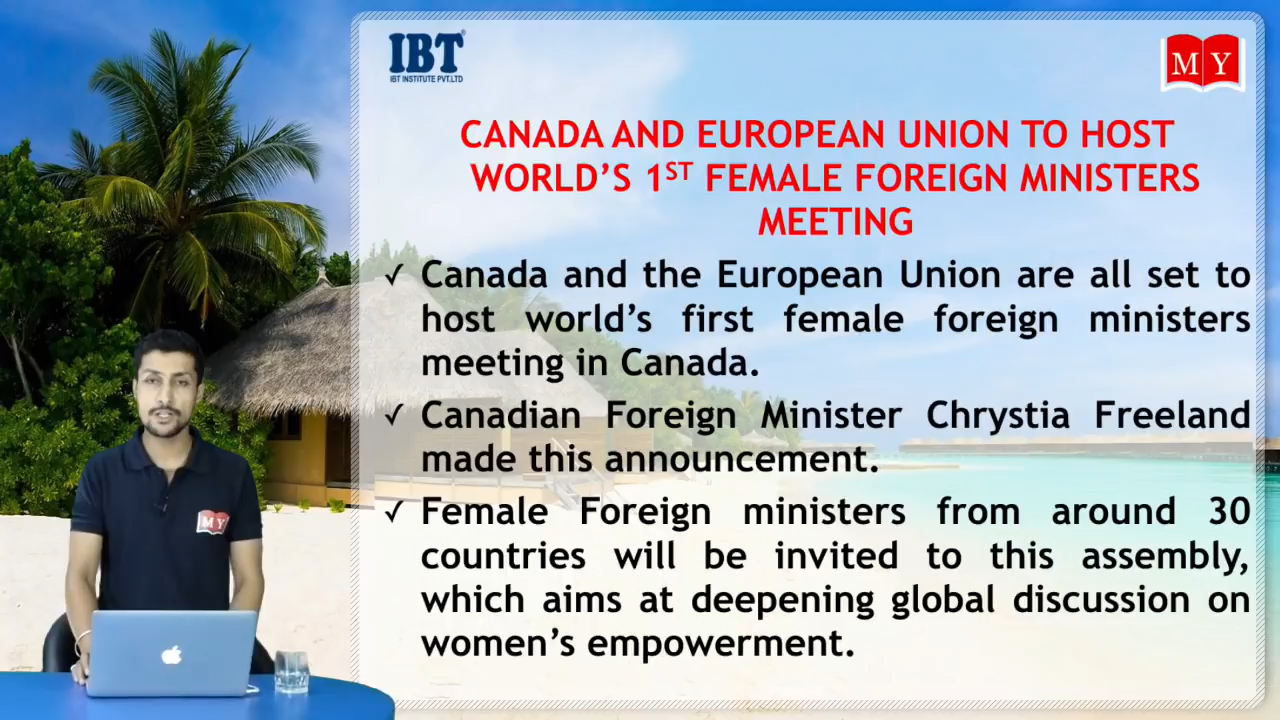 IBT
IBT INSTITUTE PVT.LTD
M Y
CANADA AND EUROPEAN UNION TO HOST
WORLD'S 1ST FEMALE FOREIGN MINISTERS
MEETING
✓ Canada and the European Union are all set to
host world's first female foreign ministers
meeting in Canada.
✓ Canadian Foreign Minister Chrystia Freeland
made this announcement.
✓ Female Foreign ministers from around 30
countries will be invited to this assembly,
which aims at deepening global discussion on
women's empowerment.
MY